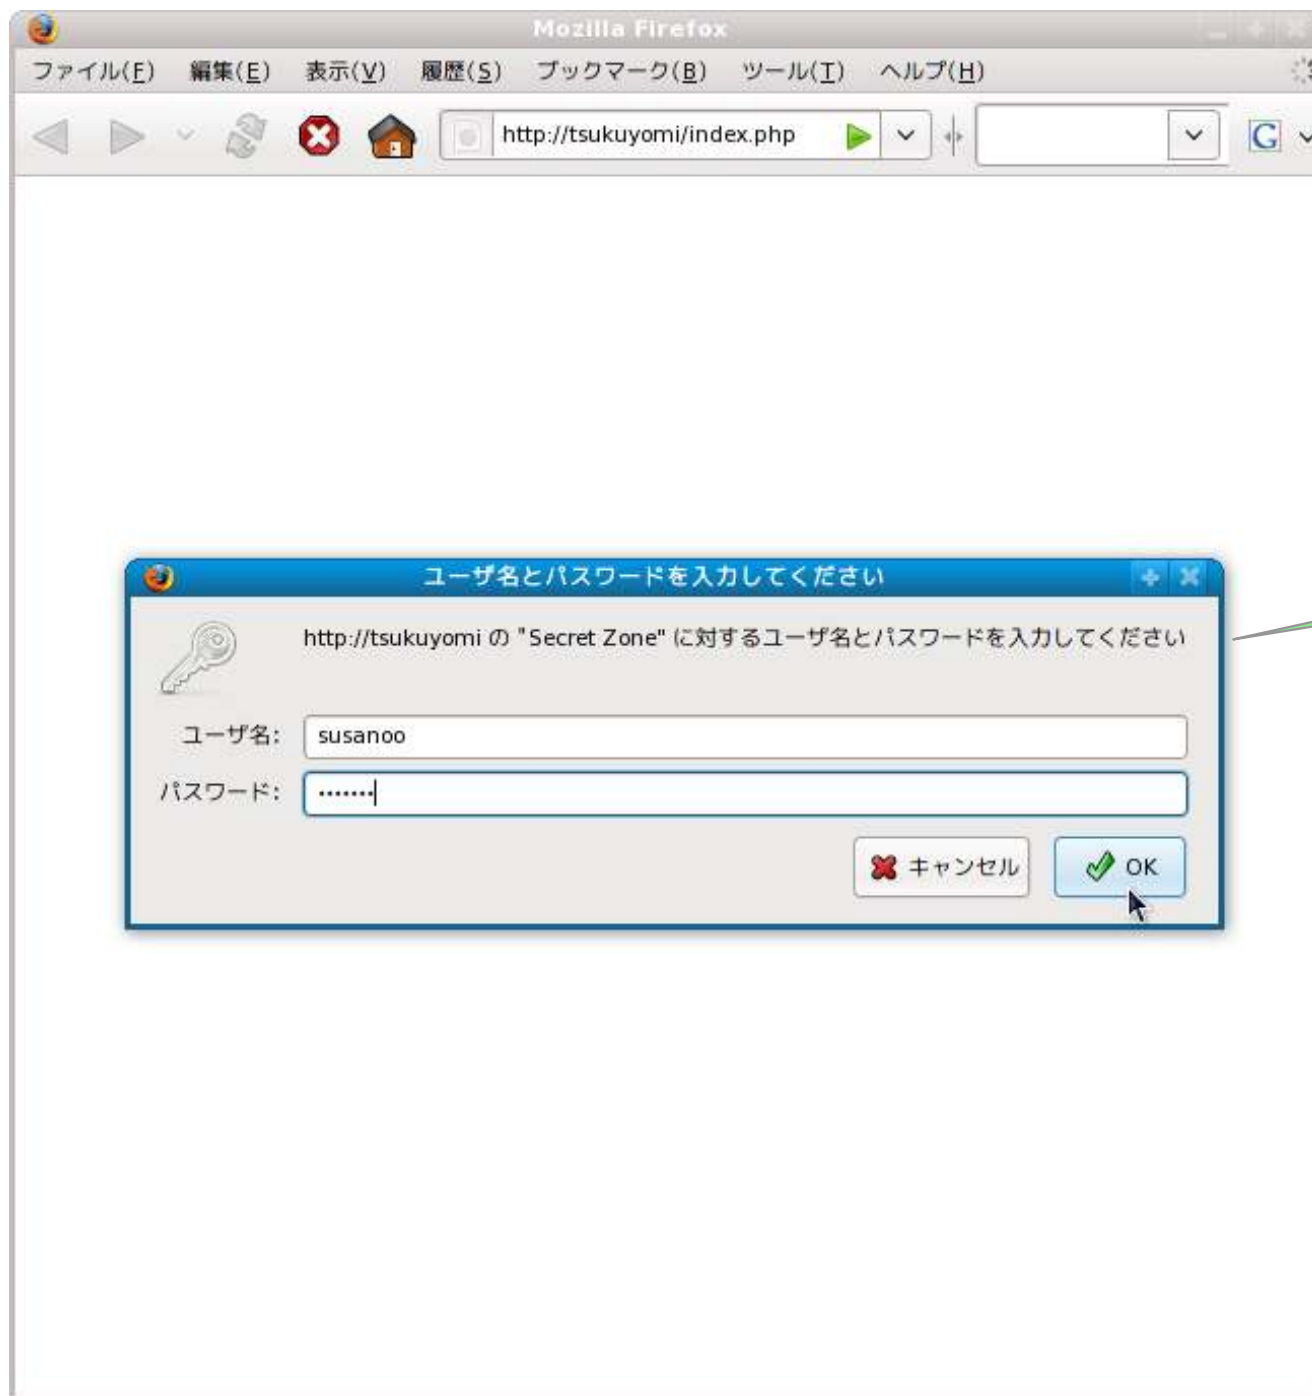 Mozilla Firefox
ファイル(F) 編集(E) 表示(V) 履歴(S) ブックマーク(B) ツール(T) ヘルプ(H)
http://tsukuyomi/index.php
G
ユーザ名とパスワードを入力してください
http://tsukuyomi の "Secret Zone" に対するユーザ名とパスワードを入力してください
ユーザ名: susanoo
パスワード: •••••••
キャンセル OK